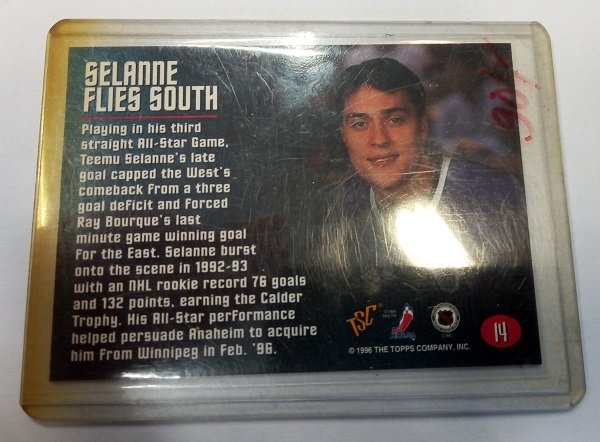 SELANNE
FLIES SOUTH
Playing in his third
straight All-Star Game,
Teemu Selanne's late
goal capped the West's
comeback from a three
goal deficit and forced
Ray Bourque's last
minute game winning goal
for the East. Selanne burst
onto the scene in 1992-93
with an NHL rookie record 76 goals
and 132 points, earning the Calder
Trophy. His All-Star performance
helped persuade Anaheim to acquire
him from Winnipeg in Feb. '96.
TSC
NHLPA
14
© 1996 THE TOPPS COMPANY, INC.